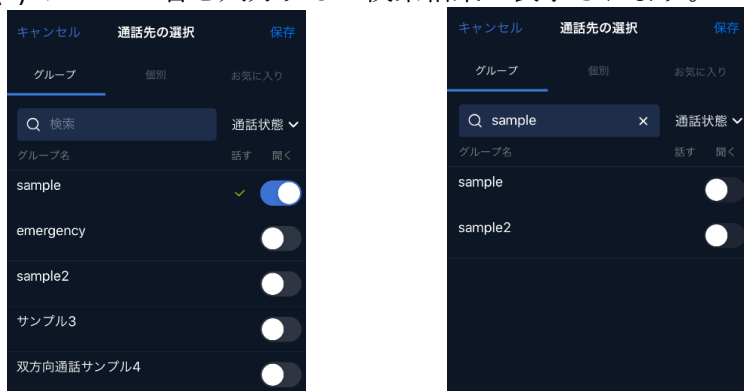 キャンセル 通話先の選択 保存
グループ 個別 お気に入り
検索 通話状態
グループ名 話す 聞く
sample
emergency
sample2
サンプル3
双方向通話サンプル4
キャンセル 通話先の選択 保存
グループ 個別 お気に入り
sample × 通話状態
グループ名 話す 聞く
sample
sample2